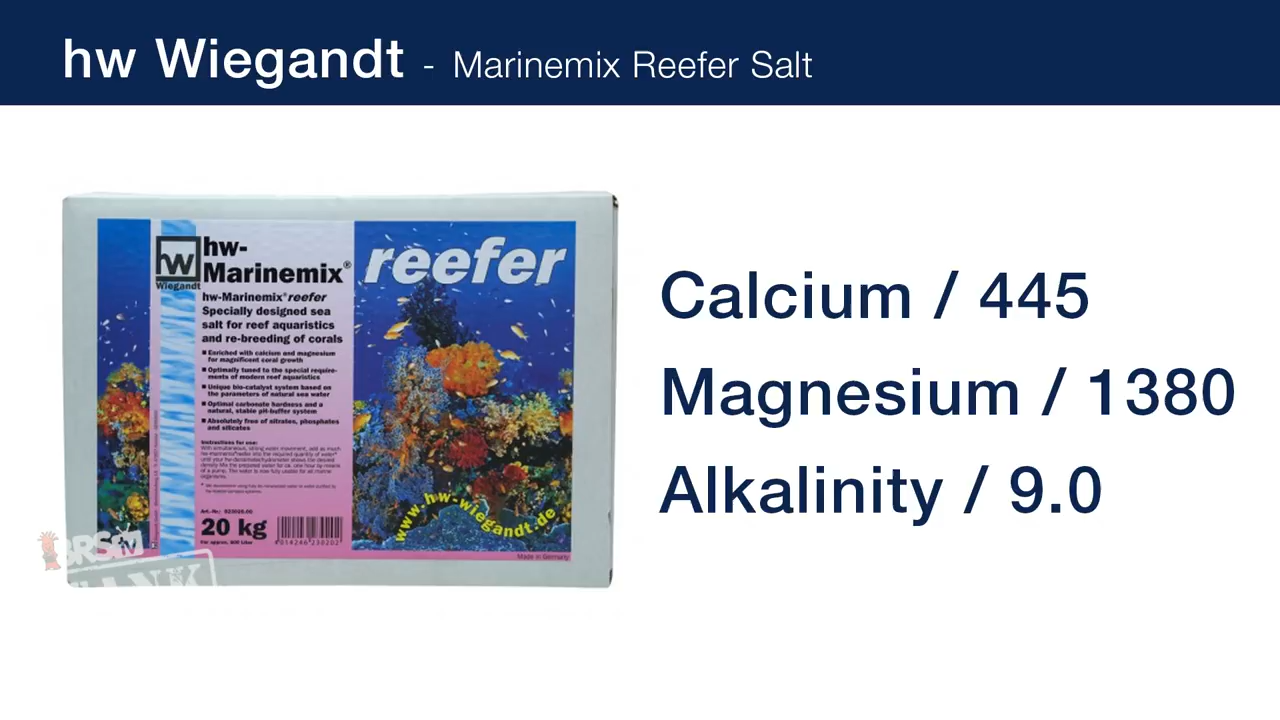 hw Wiegandt - Marinemix Reefer Salt
hw-
Marinemix®
reefer
hw
Wiegandt
hw-Marinemix® reefer
Specially designed sea
salt for reef aquaristics
and re-breeding of corals
Enriched with calcium and magnesium
for magnificent coral growth
Optimally tuned to the special require-
ments of modern reef aquaristics
Unique bio-catalyst system based on
the parameters of natural sea water
Optimal carbonate hardness and a
natural, stable pH-buffer system
Absolutely free of nitrates, phosphates
and silicates
Instructions for use:
20 kg
www.hw-wiegandt.de
Made in Germany
BRStv
Calcium / 445
Magnesium / 1380
Alkalinity / 9.0